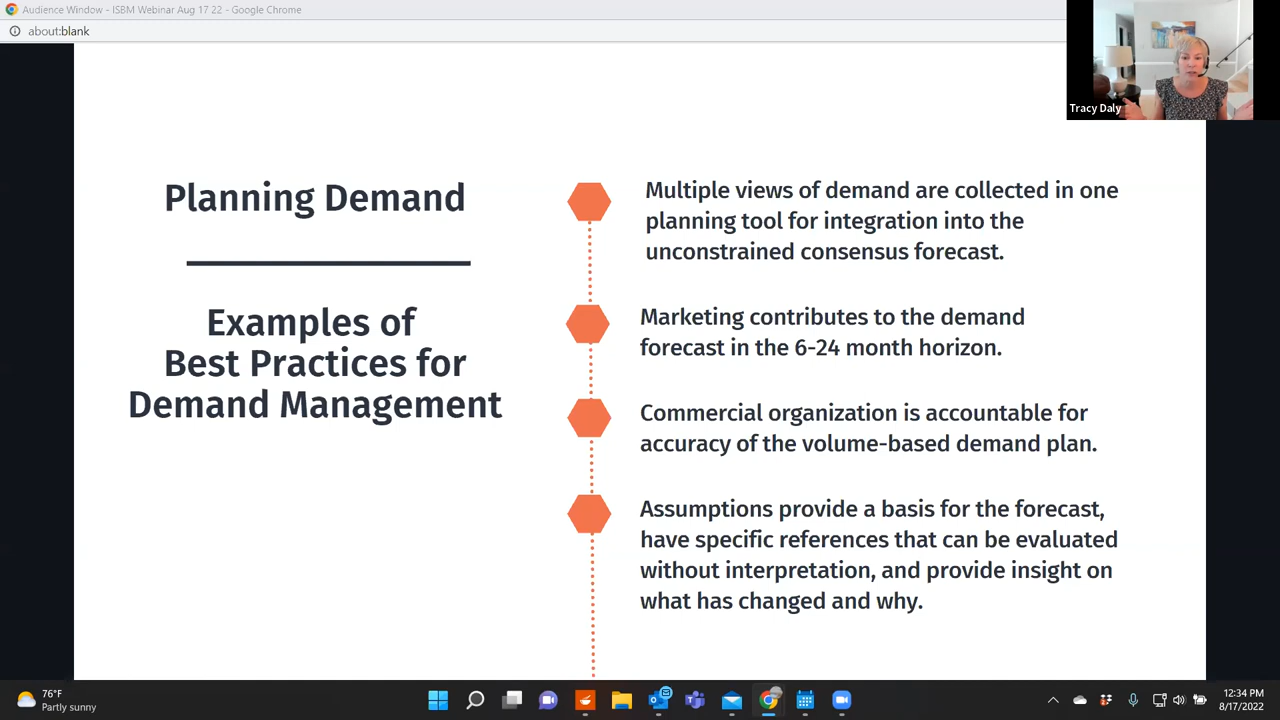 Audience Window - ISBM Webinar Aug 17 22 - Google Chrome
about:blank
Tracy Daly
Planning Demand
Examples of
Best Practices for
Demand Management
Multiple views of demand are collected in one
planning tool for integration into the
unconstrained consensus forecast.
Marketing contributes to the demand
forecast in the 6-24 month horizon.
Commercial organization is accountable for
accuracy of the volume-based demand plan.
Assumptions provide a basis for the forecast,
have specific references that can be evaluated
without interpretation, and provide insight on
what has changed and why.
76°F
Partly sunny
12:34 PM
8/17/2022